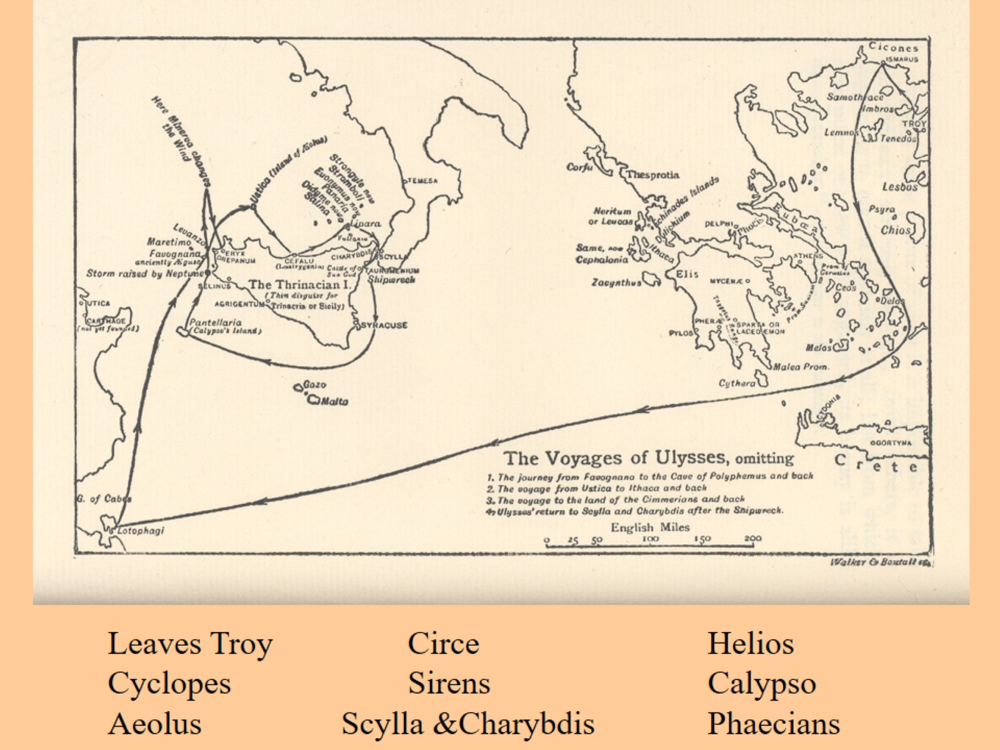 Cicones
ISMARUS
Samothrace
Imbros
TROY
Lemnos
Tenedos
Lesbos
Psyra
Chios
Here Minerva changes
the Wind
Ustica (Island of Æolus)
Strongyle now
Stromboli
Euonymus now
Panaria
Didyme now
Salina
Lipara
TEMESA
Corfu
Thesprotia
Neritum
or Leucas
Echinades Islands
Dulichium
Ithaca
Same, now
Cephalonia
Zacynthus
DELPHI
Phocis
Eubœa
ATHENS
Elis
MYCENÆ
Ceos
Delos
PHERÆ
SPARTA OR
LACEDÆMON
PYLOS
Melos
Malea Prom.
Cythera
CYDONIA
GORTYNA
Crete
Levanzo
Maretimo
Favognana
anciently Ægusa
Storm raised by Neptune
ERYX
DREPANUM
SELINUS
CEFALU
CHARYBDIS
SCYLLA
Castle of
Sun God
TAUROMENIUM
Shipwreck
The Thrinacian I.
(Thin disguise for
Trinacria or Sicily)
AGRIGENTUM
UTICA
CARTHAGE
(not yet founded)
Pantellaria
(Calypso's Island)
SYRACUSE
Gozo
Malta
G. of Cabes
Lotophagi
The Voyages of Ulysses, omitting
1. The journey from Favognana to the Cave of Polyphemus and back
2. The voyage from Ustica to Ithaca and back
3. The voyage to the land of the Cimmerians and back
4. Ulysses' return to Scylla and Charybdis after the Shipwreck.
English Miles
0 25 50 100 150 200
Walker & Boutall sc.
Leaves Troy
Circe
Helios
Cyclopes
Sirens
Calypso
Aeolus
Scylla &Charybdis
Phaecians